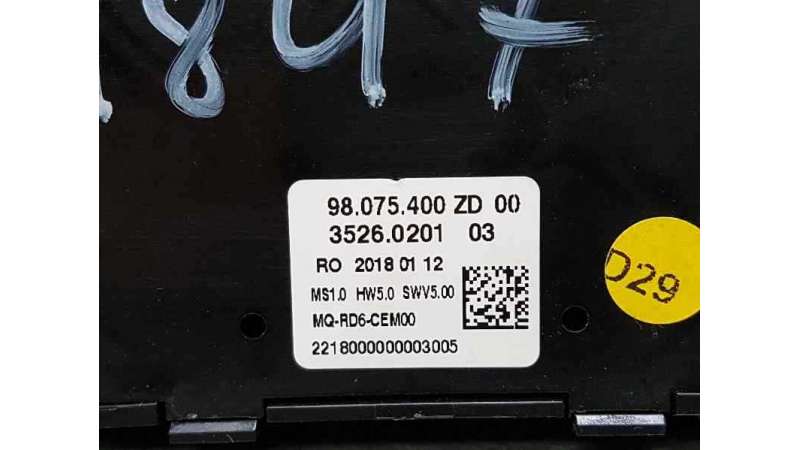 1847
98.075.400 ZD 00
3526.0201 03
RO 2018 01 12
MS1.0 HW5.0 SWV5.00
MQ-RD6-CEM00
2218000000003005
D29